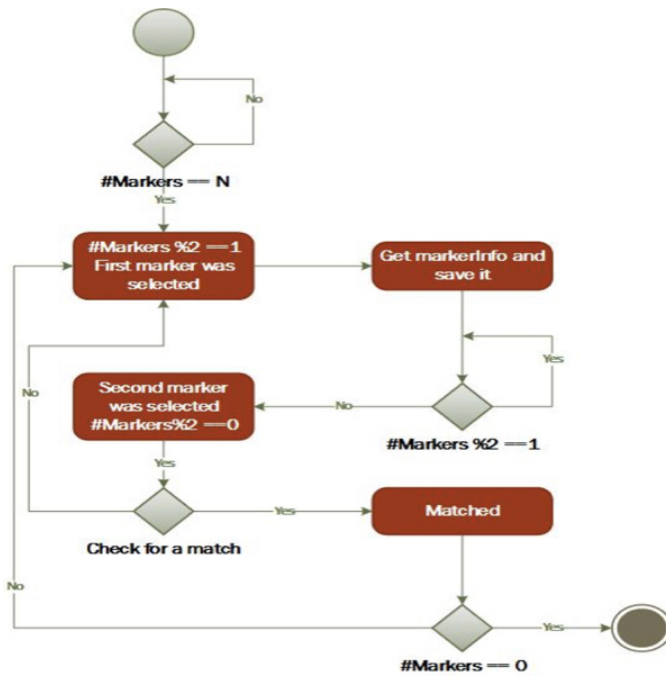 No
#Markers == N
Yes
#Markers %2 ==1
First marker was
selected
Get markerInfo and
save it
Yes
No
Second marker
was selected
#Markers%2 ==0
No
#Markers %2 ==1
Yes
Yes
Matched
Check for a match
No
Yes
#Markers == 0